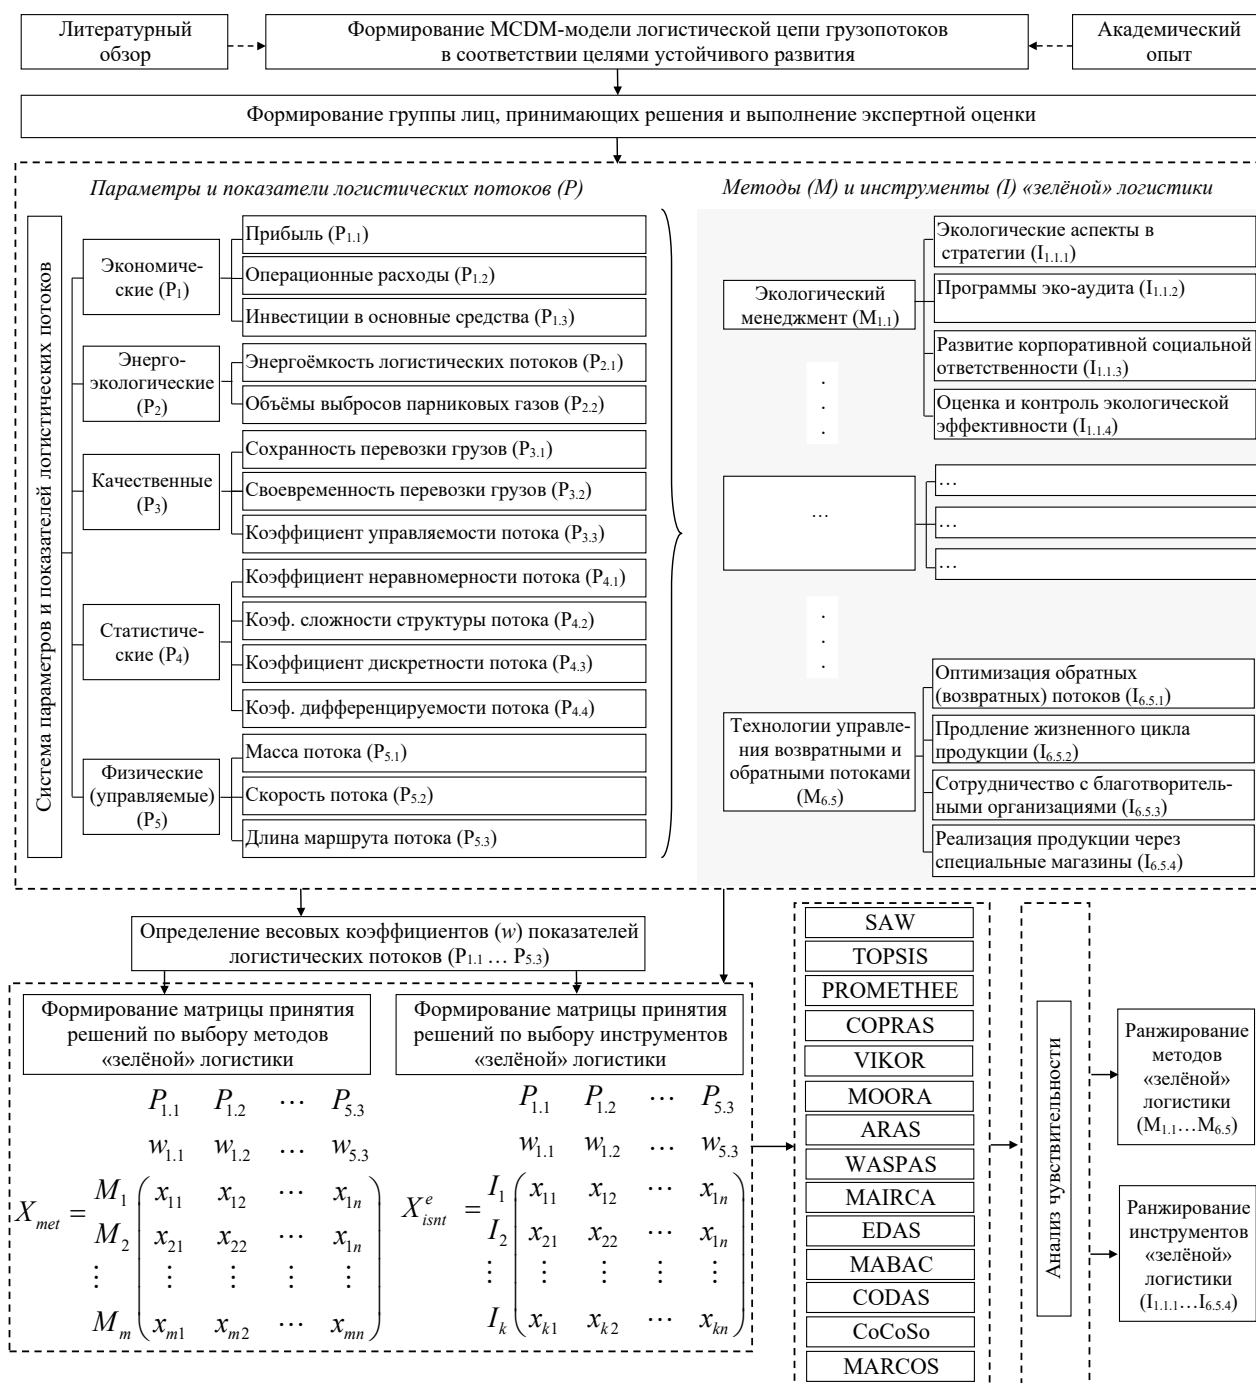 Литературный
обзор
Формирование MCDM-модели логистической цепи грузопотоков
в соответствии целями устойчивого развития
Академический
опыт
Формирование группы лиц, принимающих решения и выполнение экспертной оценки
Параметры и показатели логистических потоков (P)
Система параметров и показателей логистических потоков
Экономиче-
ские (P1)
Прибыль (P1.1)
Операционные расходы (P1.2)
Инвестиции в основные средства (P1.3)
Энерго-
экологические
(P2)
Энергоёмкость логистических потоков (P2.1)
Объёмы выбросов парниковых газов (P2.2)
Качественные
(P3)
Сохранность перевозки грузов (P3.1)
Своевременность перевозки грузов (P3.2)
Коэффициент управляемости потока (P3.3)
Статистиче-
ские (P4)
Коэффициент неравномерности потока (P4.1)
Коэф. сложности структуры потока (P4.2)
Коэффициент дискретности потока (P4.3)
Коэф. дифференцируемости потока (P4.4)
Физические
(управляемые)
(P5)
Масса потока (P5.1)
Скорость потока (P5.2)
Длина маршрута потока (P5.3)
Методы (M) и инструменты (I) «зелёной» логистики
Экологический
менеджмент (M1.1)
Экологические аспекты в
стратегии (I1.1.1)
Программы эко-аудита (I1.1.2)
Развитие корпоративной социальной
ответственности (I1.1.3)
Оценка и контроль экологической
эффективности (I1.1.4)
.
.
.
…
…
…
…
.
.
.
Технологии управле-
ния возвратными и
обратными потоками
(M6.5)
Оптимизация обратных
(возвратных) потоков (I6.5.1)
Продление жизненного цикла
продукции (I6.5.2)
Сотрудничество с благотворитель-
ными организациями (I6.5.3)
Реализация продукции через
специальные магазины (I6.5.4)
Определение весовых коэффициентов (w) показателей
логистических потоков (P1.1 … P5.3)
Формирование матрицы принятия
решений по выбору методов
«зелёной» логистики
P1.1 P1.2 ⋯ P5.3
w1.1 w1.2 … w5.3
Xmet =
M1 x11 x12 ⋯ x1n
M2 x21 x22 ⋯ x1n
⋮ ⋮ ⋮ ⋮ ⋮
Mm xm1 xm2 ⋯ xmn
Формирование матрицы принятия
решений по выбору инструментов
«зелёной» логистики
P1.1 P1.2 ⋯ P5.3
w1.1 w1.2 … w5.3
X^e isnt =
I1 x11 x12 ⋯ x1n
I2 x21 x22 ⋯ x1n
⋮ ⋮ ⋮ ⋮ ⋮
Ik xk1 xk2 ⋯ xkn
SAW
TOPSIS
PROMETHEE
COPRAS
VIKOR
MOORA
ARAS
WASPAS
MAIRCA
EDAS
MABAC
CODAS
CoCoSo
MARCOS
Анализ чувствительности
Ранжирование
методов
«зелёной»
логистики
(M1.1…M6.5)
Ранжирование
инструментов
«зелёной»
логистики
(I1.1.1…I6.5.4)